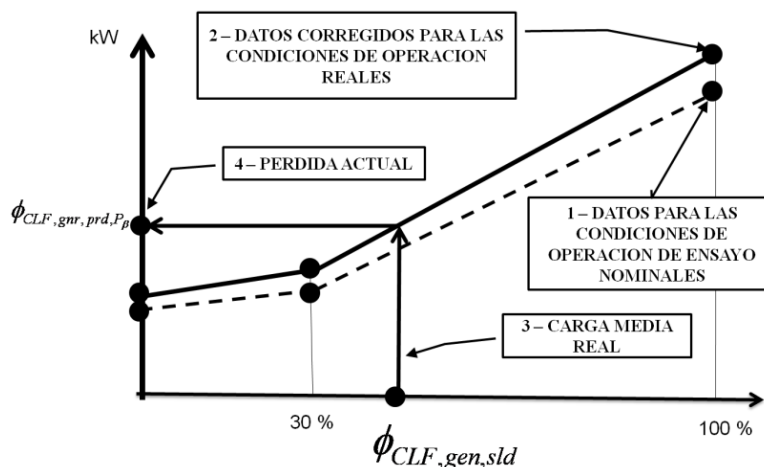 kW
2 – DATOS CORREGIDOS PARA LAS
CONDICIONES DE OPERACION
REALES
4 – PERDIDA ACTUAL
ϕCLF,gnr,prd,Pβ
1 – DATOS PARA LAS
CONDICIONES DE
OPERACION DE ENSAYO
NOMINALES
3 – CARGA MEDIA
REAL
30 %
100 %
ϕCLF,gen,sld